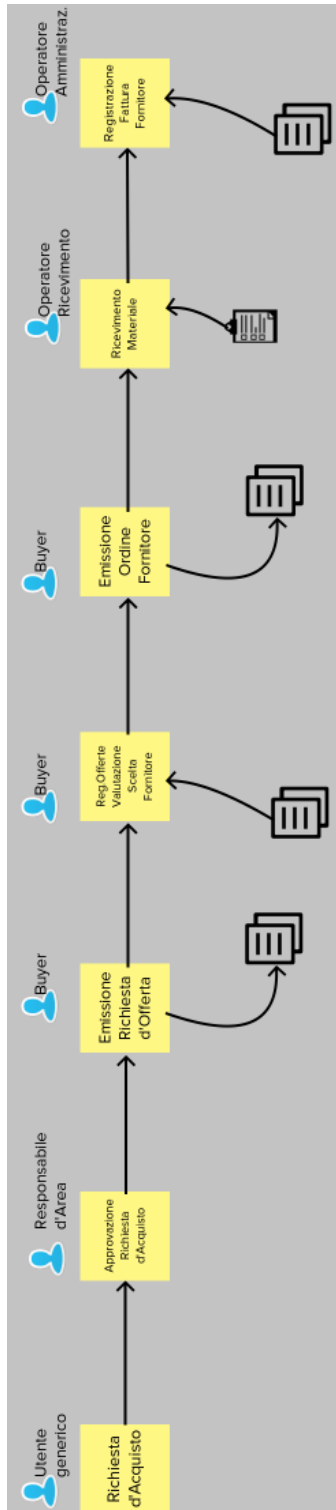 Utente
generico
Richiesta
d'Acquisto
Responsabile
d'Area
Approvazione
Richiesta
d'Acquisto
Buyer
Emissione
Richiesta
d'Offerta
Buyer
Reg.Offerte
Valutazione
Scelta
Fornitore
Buyer
Emissione
Ordine
Fornitore
Operatore
Ricevimento
Ricevimento
Materiale
Operatore
Amministraz.
Registrazione
Fattura
Fornitore